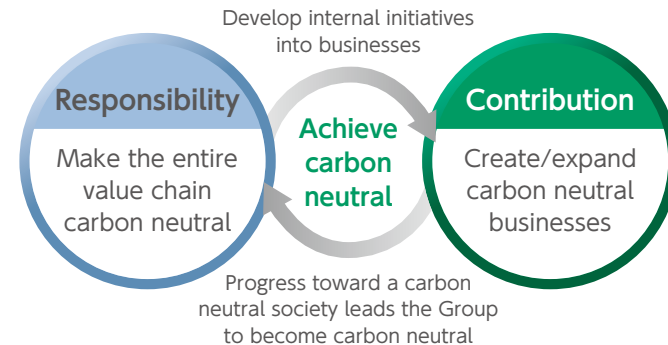 Develop internal initiatives
into businesses
Responsibility
Make the entire
value chain
carbon neutral
Achieve
carbon
neutral
Contribution
Create/expand
carbon neutral
businesses
Progress toward a carbon
neutral society leads the Group
to become carbon neutral